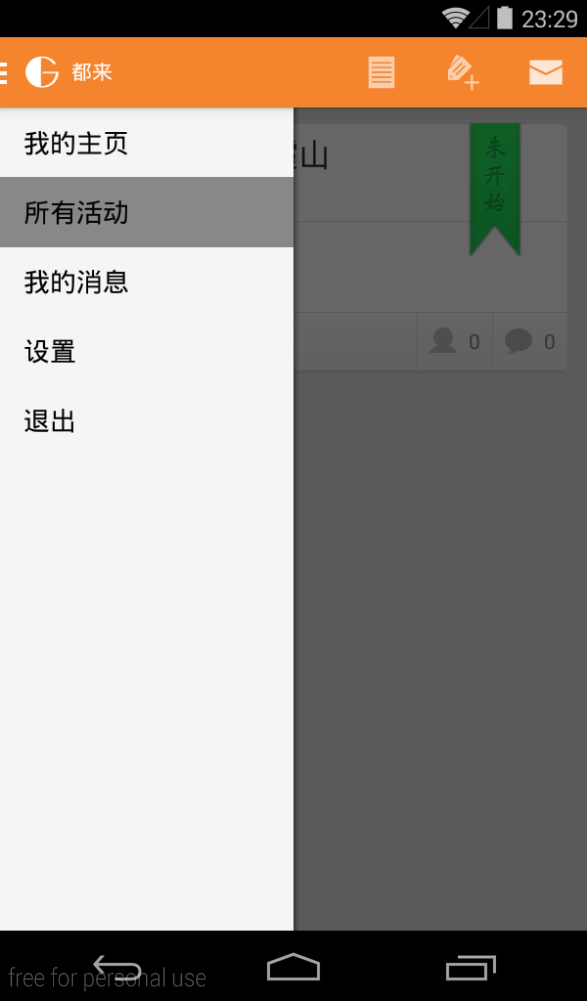 23:29
都来
我的主页
山
未开始
所有活动
我的消息
0
0
设置
退出
free for personal use